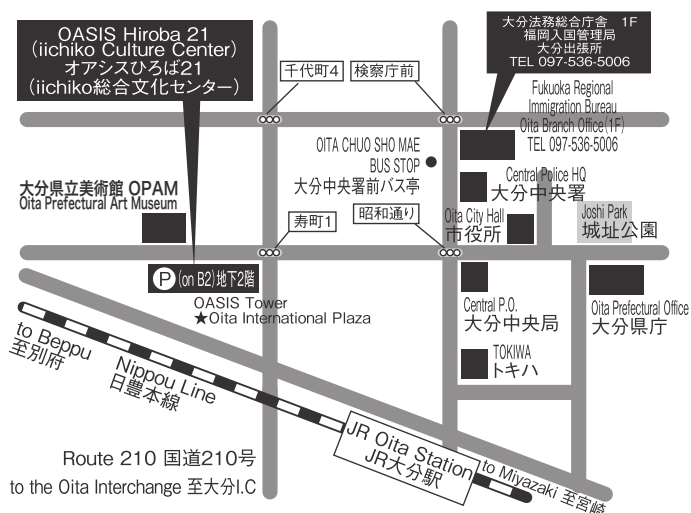 OASIS Hiroba 21
(iichiko Culture Center)
オアシスひろば21
(iichiko総合文化センター)
大分法務総合庁舎 1F
福岡入国管理局
大分出張所
TEL 097-536-5006
千代町4
検察庁前
Fukuoka Regional
Immigration Bureau
Oita Branch Office(1F)
TEL 097-536-5006
OITA CHUO SHO MAE
BUS STOP
大分中央署前バス亭
Central Police HQ
大分中央署
大分県立美術館 OPAM
Oita Prefectural Art Museum
寿町1
昭和通り
Oita City Hall
市役所
Joshi Park
城址公園
P (on B2)地下2階
OASIS Tower
★Oita International Plaza
Central P.O.
大分中央局
Oita Prefectural Office
大分県庁
to Beppu
至別府
Nippou Line
日豊本線
TOKIWA
トキハ
JR Oita Station
JR大分駅
to Miyazaki 至宮崎
Route 210 国道210号
to the Oita Interchange 至大分I.C